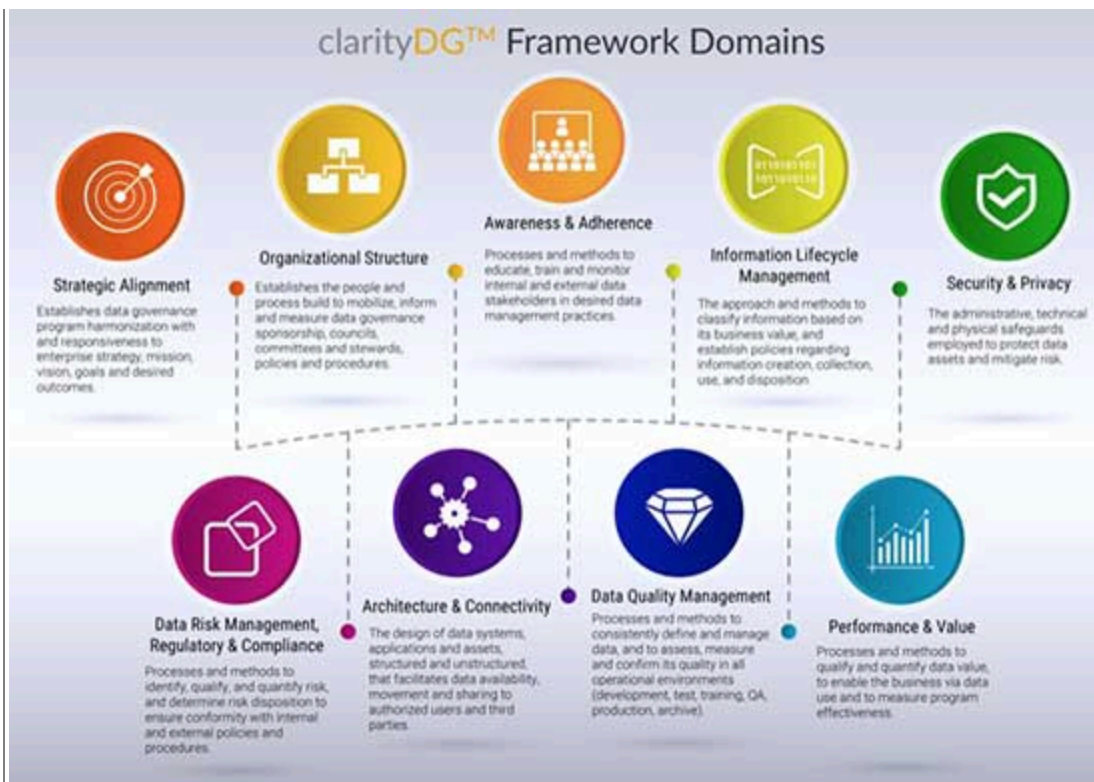 clarityDG™ Framework Domains
Strategic Alignment
Establishes data governance
program harmonization with
and responsiveness to
enterprise strategy, mission,
vision, goals and desired
outcomes.
Organizational Structure
Establishes the people and
process build to mobilize, inform
and measure data governance
sponsorship, councils,
committees and stewards,
policies and procedures.
Awareness & Adherence
Processes and methods to
educate, train and monitor
internal and external data
stakeholders in desired data
management practices.
Information Lifecycle
Management
The approach and methods to
classify information based on
its business value, and
establish policies regarding
information creation, collection,
use, and disposition
Security & Privacy
The administrative, technical
and physical safeguards
employed to protect data
assets and mitigate risk.
Data Risk Management,
Regulatory & Compliance
Processes and methods to
identify, qualify, and quantify risk,
and determine risk disposition to
ensure conformity with internal
and external policies and
procedures.
Architecture & Connectivity
The design of data systems,
applications and assets,
structured and unstructured,
that facilitates data availability,
movement and sharing to
authorized users and third
parties.
Data Quality Management
Processes and methods to
consistently define and manage
data, and to assess, measure
and confirm its quality in all
operational environments
(development, test, training, QA,
production, archive).
Performance & Value
Processes and methods to
qualify and quantify data value,
to enable the business via data
use and to measure program
effectiveness.